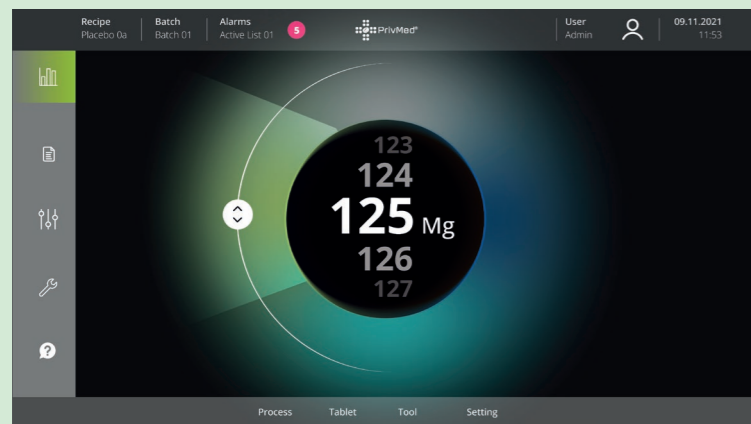 Recipe
Placebo 0a
Batch
Batch 01
Alarms
Active List 01
5
PrivMed®
User
Admin
09.11.2021
11:53
123
124
125 Mg
126
127
?
Process Tablet Tool Setting